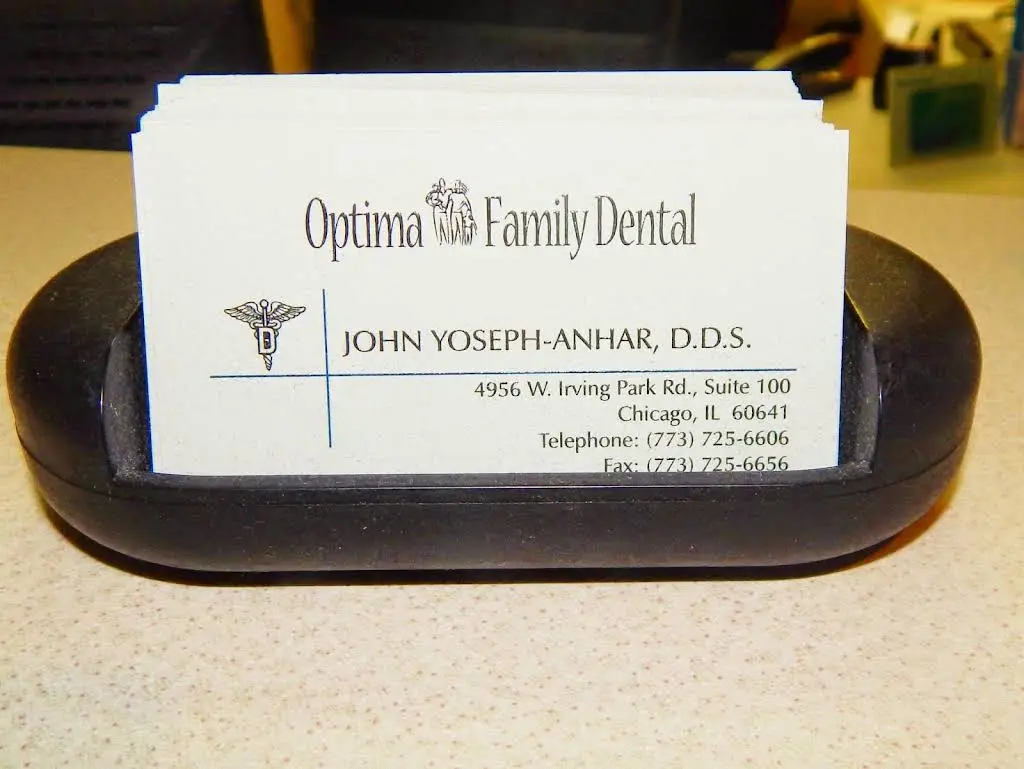 Optima Family Dental
D
JOHN YOSEPH-ANHAR, D.D.S.
4956 W. Irving Park Rd., Suite 100
Chicago, IL 60641
Telephone: (773) 725-6606
Fax: (773) 725-6656